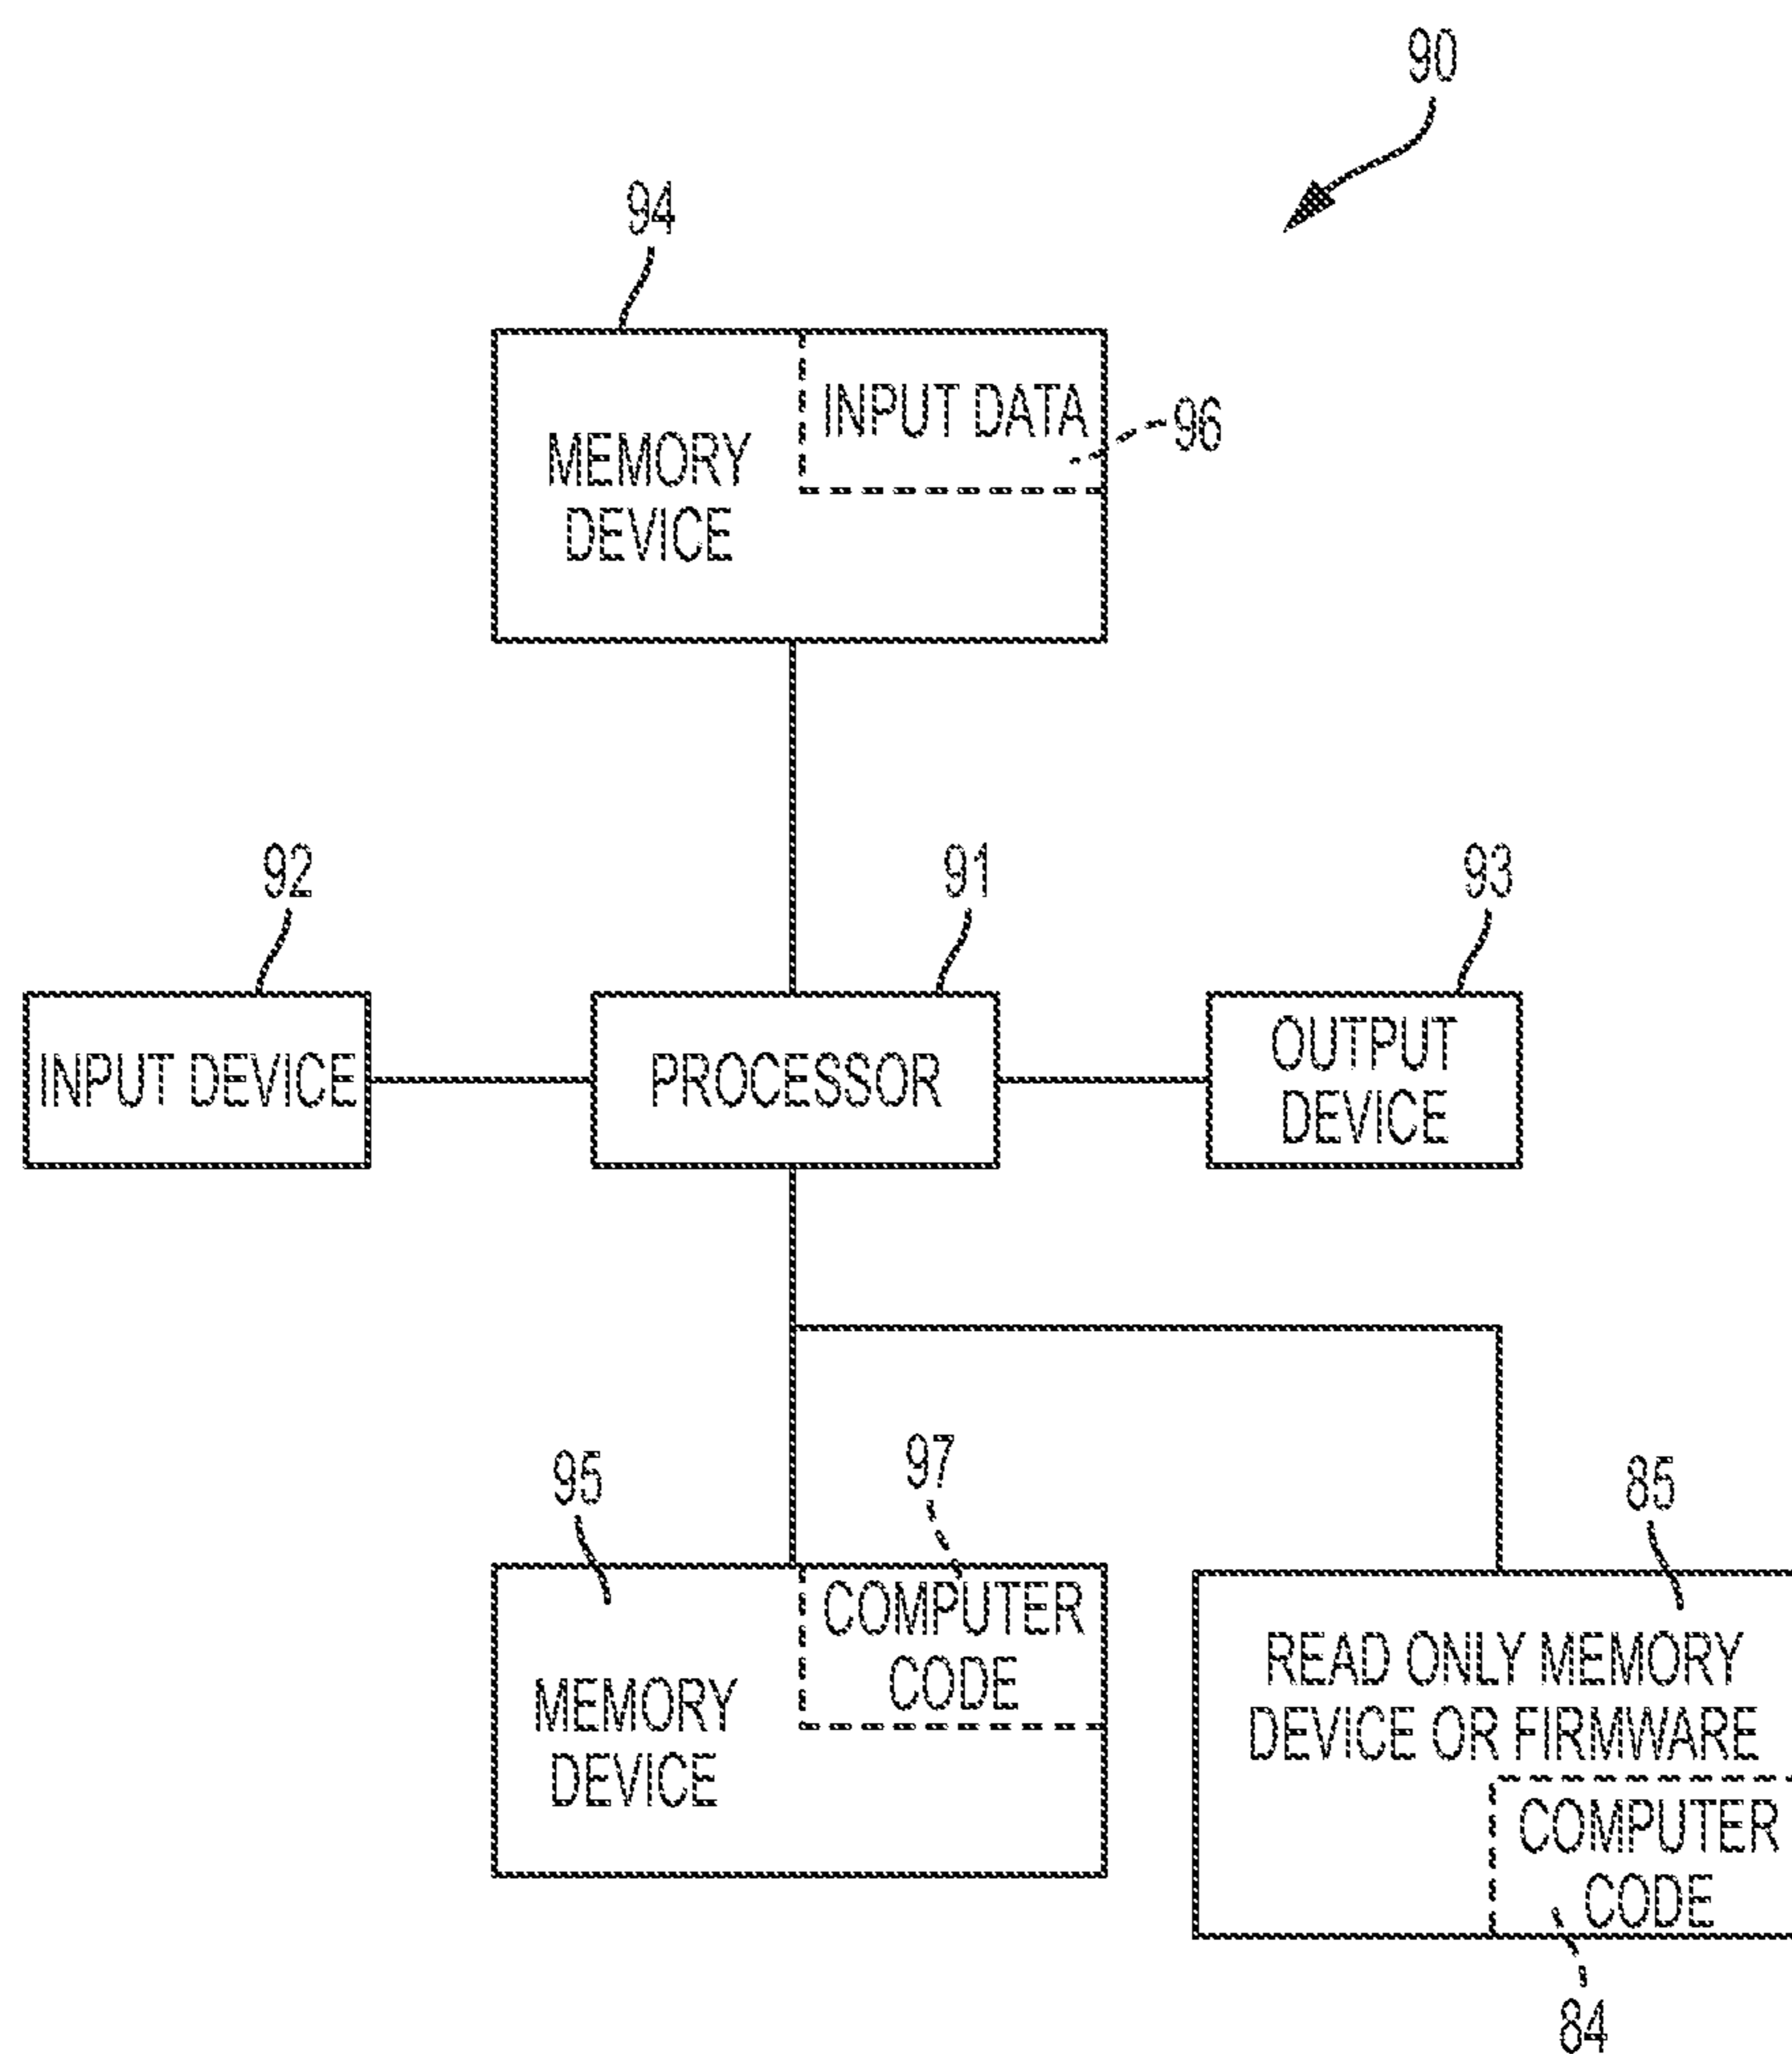 90
94
INPUT DATA
96
MEMORY
DEVICE
92
91
93
INPUT DEVICE
PROCESSOR
OUTPUT
DEVICE
95
97
85
COMPUTER
CODE
MEMORY
DEVICE
READ ONLY MEMORY
DEVICE OR FIRMWARE
COMPUTER
CODE
84